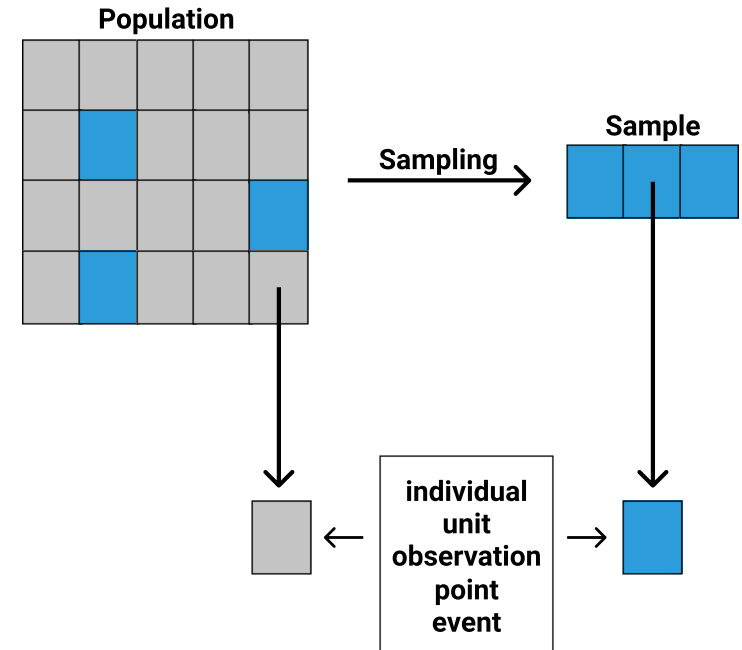 Population
Sample
Sampling
individual
unit
observation
point
event